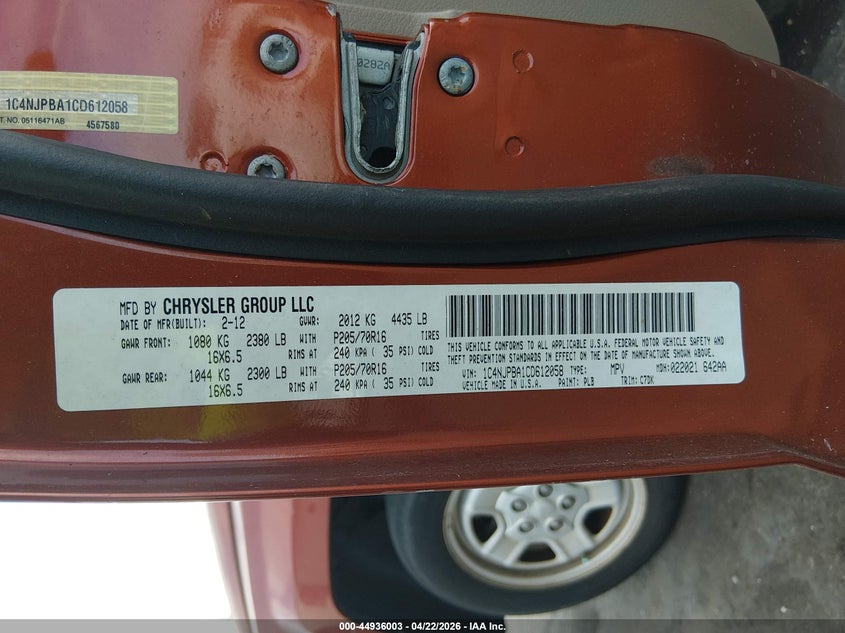 0282A
1C4NJPBA1CD612058
T. NO. 05116471AB 4567580
MFD BY CHRYSLER GROUP LLC
DATE OF MFR(BUILT): 2-12 GVWR: 2012 KG 4435 LB
GAWR FRONT: 1080 KG 2380 LB WITH P205/70R16 TIRES
16X6.5 RIMS AT 240 KPA ( 35 PSI) COLD
GAWR REAR: 1044 KG 2300 LB WITH P205/70R16 TIRES
16X6.5 RIMS AT 240 KPA ( 35 PSI) COLD
THIS VEHICLE CONFORMS TO ALL APPLICABLE U.S.A. FEDERAL MOTOR VEHICLE SAFETY AND
THEFT PREVENTION STANDARDS IN EFFECT ON THE DATE OF MANUFACTURE SHOWN ABOVE
VIN: 1C4NJPBA1CD612058 TYPE: MPV MDH: 022021 642AA
VEHICLE MADE IN U.S.A. PAINT: PLB TRIM: C7DK
000-44936003 - 04/22/2026 - IAA Inc.